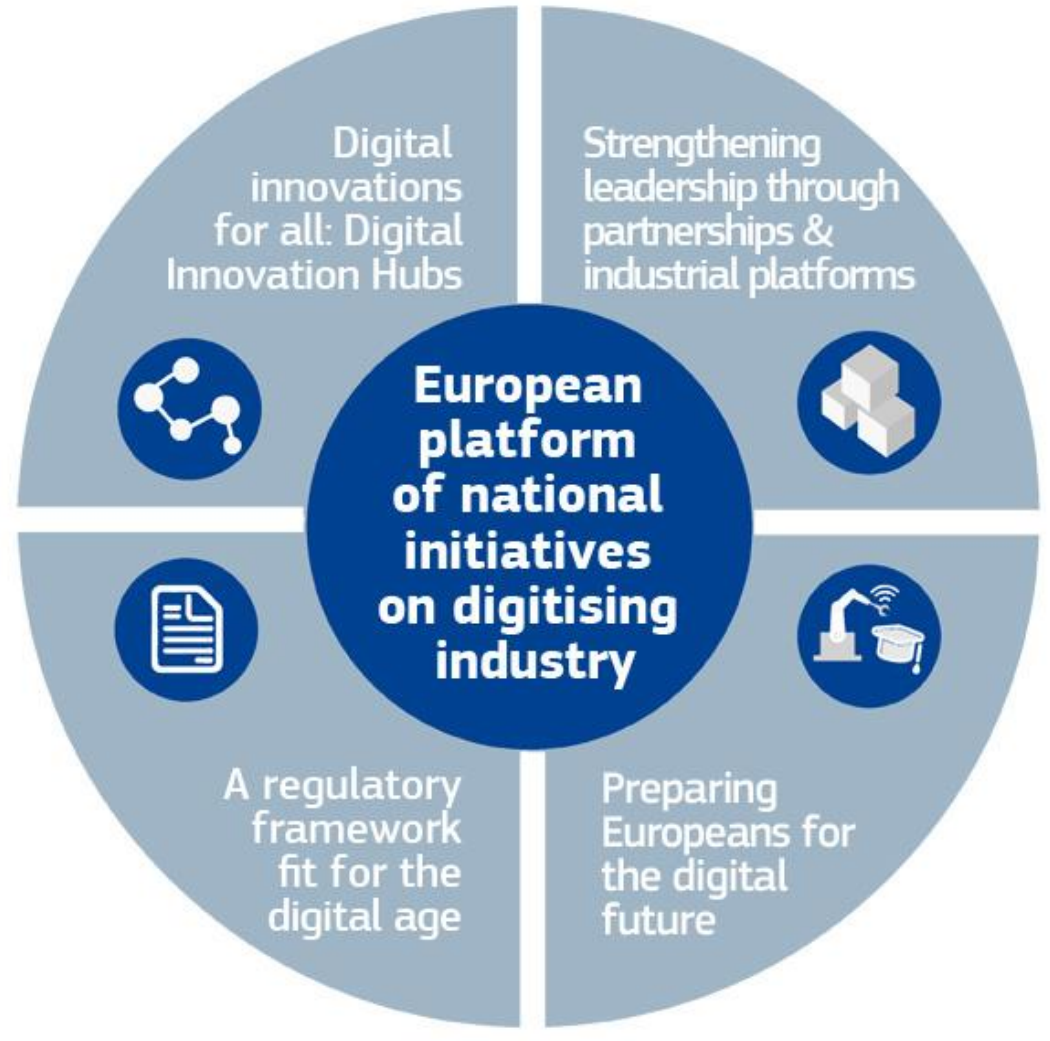 Digital
innovations
for all: Digital
Innovation Hubs
Strengthening
leadership through
partnerships &
industrial platforms
European
platform
of national
initiatives
on digitising
industry
A regulatory
framework
fit for the
digital age
Preparing
Europeans for
the digital
future